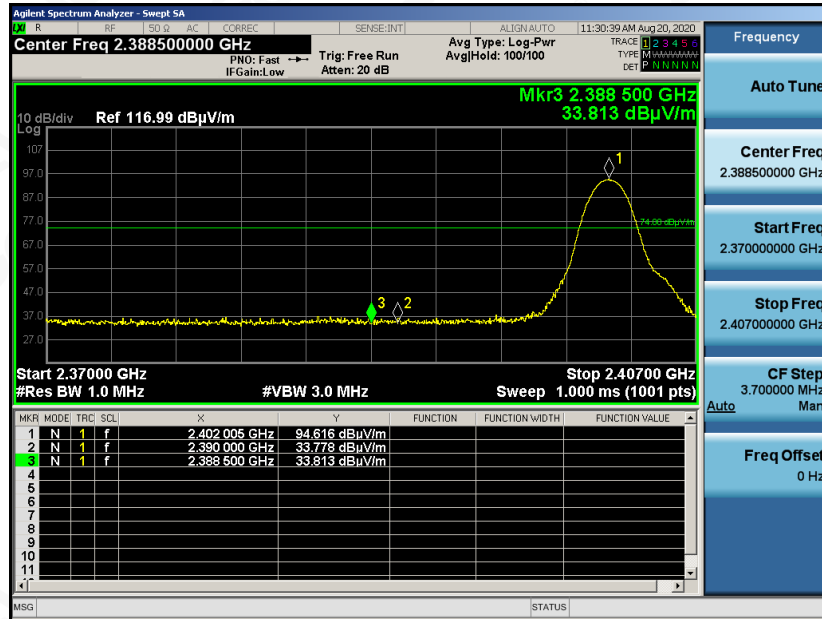 Agilent Spectrum Analyzer - Swept SA
LXI R RF 50 Ω AC CORREC SENSE:INT ALIGN AUTO 11:30:39 AM Aug 20, 2020
Center Freq 2.388500000 GHz
PNO: Fast
IFGain:Low
Trig: Free Run
Atten: 20 dB
Avg Type: Log-Pwr
Avg|Hold: 100/100
TRACE 1 2 3 4 5 6
TYPE M
DET P N N N N N
Mkr3 2.388 500 GHz
33.813 dBµV/m
10 dB/div Ref 116.99 dBµV/m
Log
107
97.0
87.0
77.0
67.0
57.0
47.0
37.0
27.0
1
74.00 dBµV/m
3 2
Start 2.37000 GHz Stop 2.40700 GHz
#Res BW 1.0 MHz #VBW 3.0 MHz Sweep 1.000 ms (1001 pts)
MKR MODE TRC SCL X Y FUNCTION FUNCTION WIDTH FUNCTION VALUE
1 N 1 f 2.402 005 GHz 94.616 dBµV/m
2 N 1 f 2.390 000 GHz 33.778 dBµV/m
3 N 1 f 2.388 500 GHz 33.813 dBµV/m
4
5
6
7
8
9
10
11
MSG STATUS
Frequency
Auto Tune
Center Freq
2.388500000 GHz
Start Freq
2.370000000 GHz
Stop Freq
2.407000000 GHz
CF Step
3.700000 MHz
Auto Man
Freq Offset
0 Hz